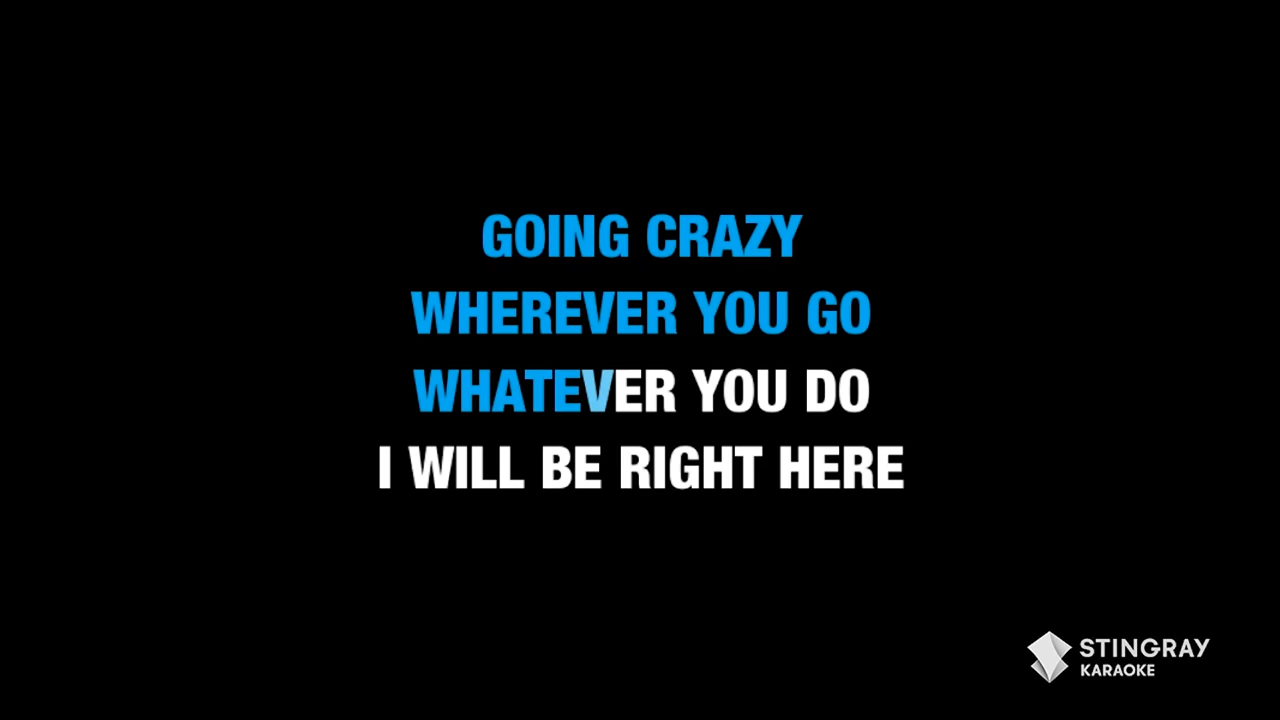 GOING CRAZY
WHEREVER YOU GO
WHATEVER YOU DO
I WILL BE RIGHT HERE
STINGRAY
KARAOKE